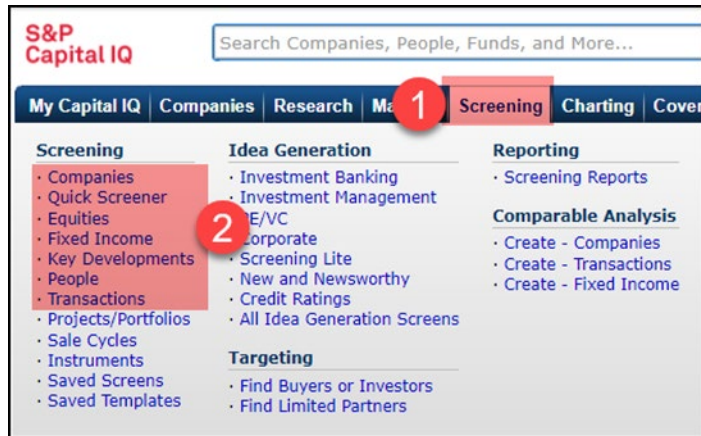 S&P
Capital IQ
Search Companies, People, Funds, and More...
My Capital IQ
Companies
Research
1
Screening
Charting
Screening
· Companies
· Quick Screener
· Equities
· Fixed Income
· Key Developments
· People
· Transactions
· Projects/Portfolios
· Sale Cycles
· Instruments
· Saved Screens
· Saved Templates
2
Idea Generation
· Investment Banking
· Investment Management
/VC
· Screening Lite
· New and Newsworthy
· Credit Ratings
· All Idea Generation Screens
Targeting
· Find Buyers or Investors
· Find Limited Partners
Reporting
· Screening Reports
Comparable Analysis
· Create - Companies
· Create - Transactions
· Create - Fixed Income